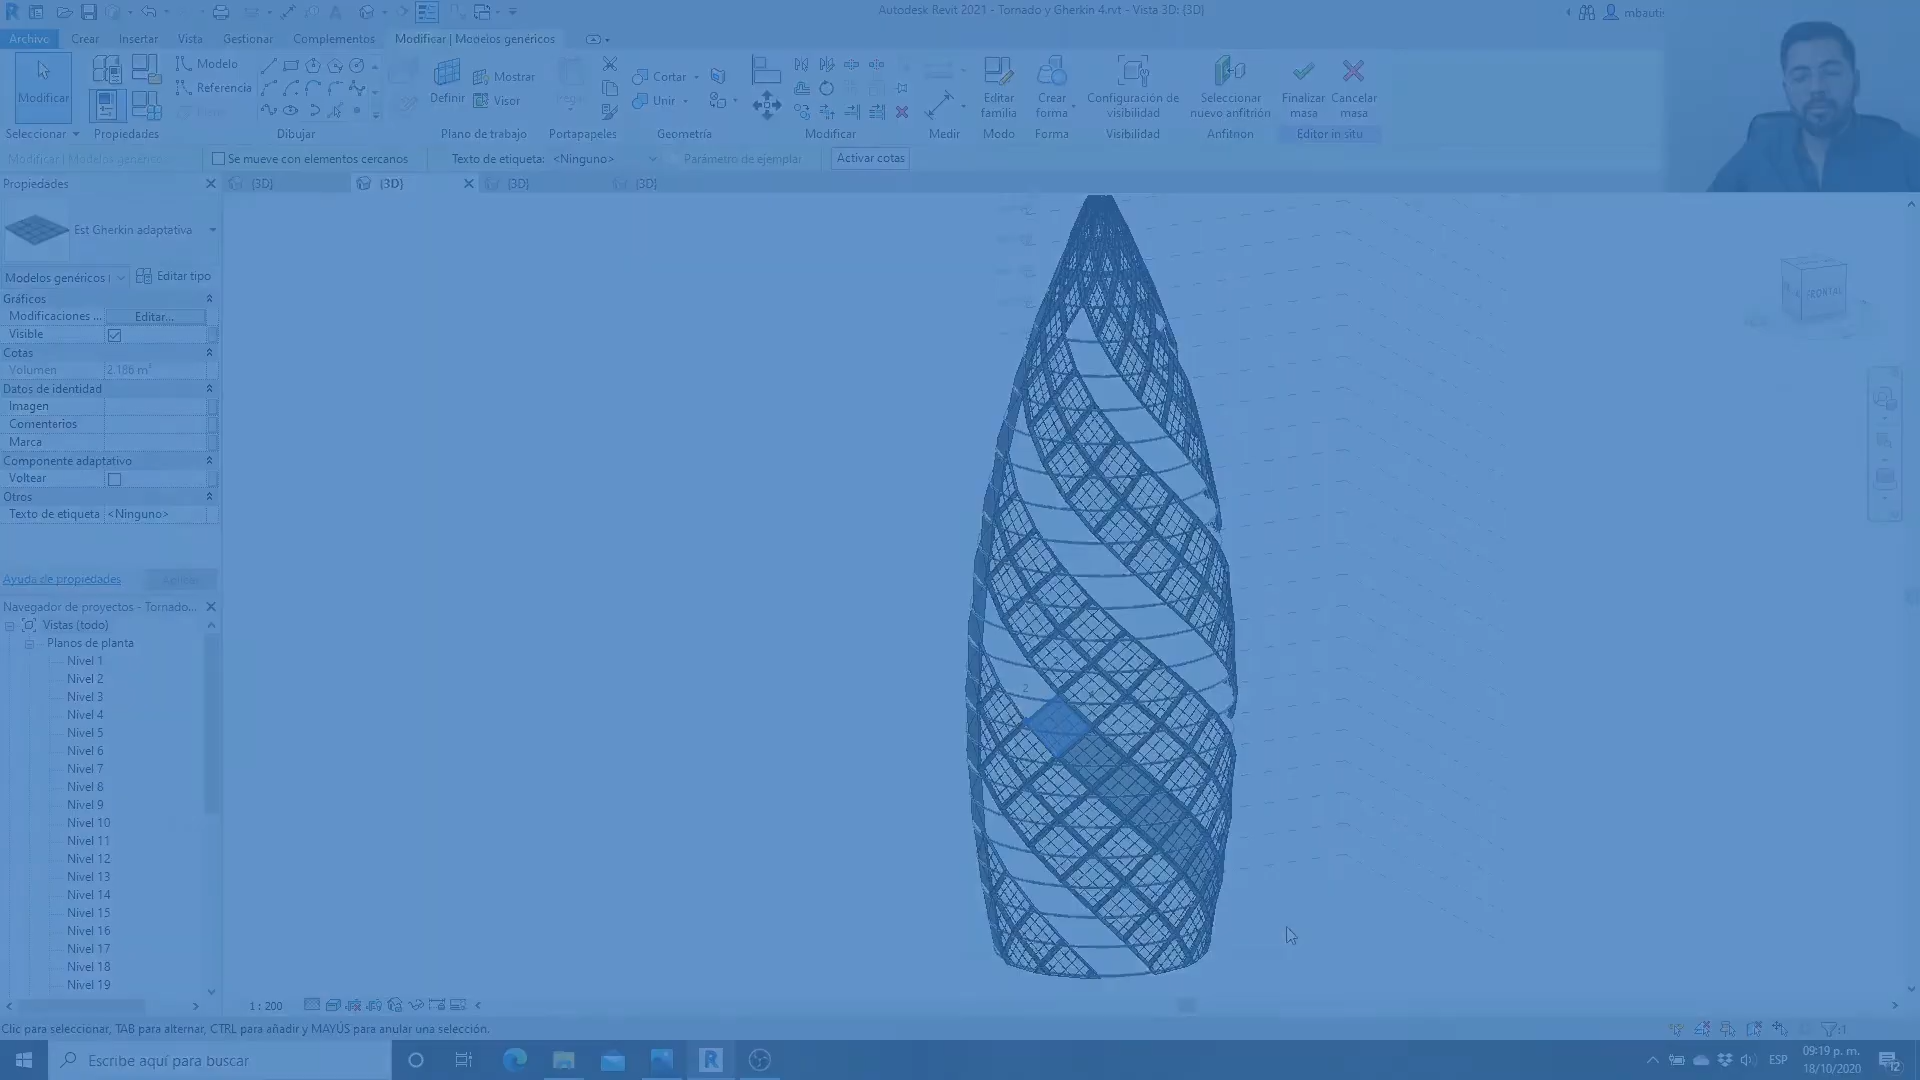 Autodesk Revit 2021 - Tornado y Gherkin 4.rvt - Vista 3D: {3D}
mbautis
Archivo Crear Insertar Vista Gestionar Complementos Modificar | Modelos genéricos
Modificar
Modelo
Referencia
Definir
Mostrar
Visor
Cortar
Unir
Editar familia
Crear forma
Configuración de visibilidad
Seleccionar nuevo anfitrión
Finalizar masa
Cancelar masa
Seleccionar Propiedades Dibujar Plano de trabajo Portapapeles Geometría Modificar Medir Modo Forma Visibilidad Anfitrión Editor in situ
Modificar | Modelos genéricos
Se mueve con elementos cercanos
Texto de etiqueta: <Ninguno>
Parámetro de ejemplar
Activar cotas
Propiedades
{3D} {3D} {3D} {3D}
Est Gherkin adaptativa
Modelos genéricos (
Editar tipo
Gráficos
Modificaciones ... Editar...
Visible
Cotas
Volumen 2.186 m³
Datos de identidad
Imagen
Comentarios
Marca
Componente adaptativo
Voltear
Otros
Texto de etiqueta <Ninguno>
Ayuda de propiedades
FRONTAL
2
Navegador de proyectos - Tornado...
Vistas (todo)
Planos de planta
Nivel 1
Nivel 2
Nivel 3
Nivel 4
Nivel 5
Nivel 6
Nivel 7
Nivel 8
Nivel 9
Nivel 10
Nivel 11
Nivel 12
Nivel 13
Nivel 14
Nivel 15
Nivel 16
Nivel 17
Nivel 18
Nivel 19
1 : 200
Clic para seleccionar, TAB para alternar, CTRL para añadir y MAYÚS para anular una selección.
:1
Escribe aquí para buscar
ESP
09:19 p. m.
18/10/2020
12